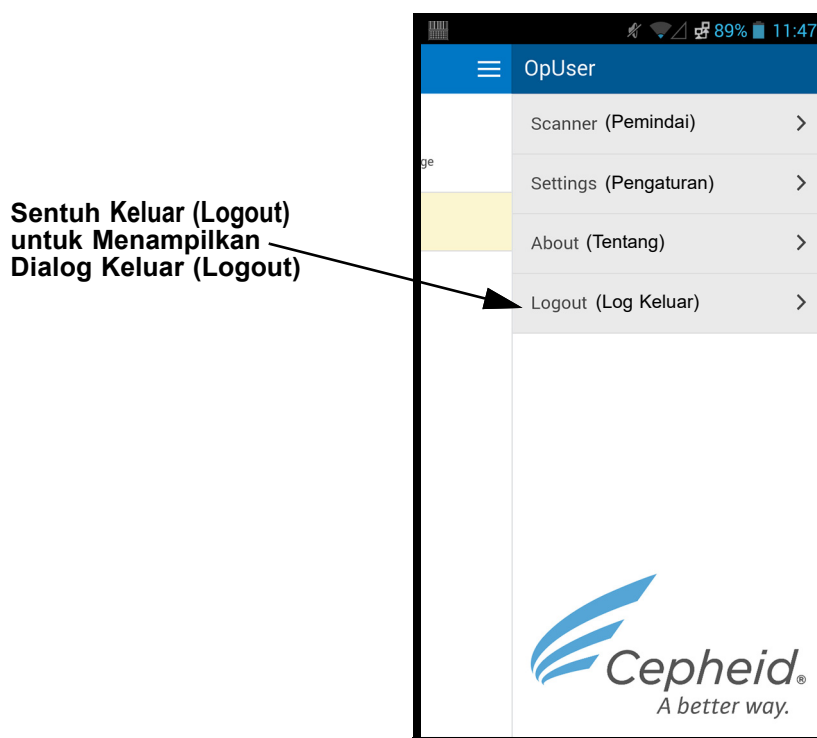 89% 11:47
OpUser
Scanner (Pemindai)
ge
Settings (Pengaturan)
About (Tentang)
Logout (Log Keluar)
Sentuh Keluar (Logout)
untuk Menampilkan
Dialog Keluar (Logout)
Cepheid®
A better way.